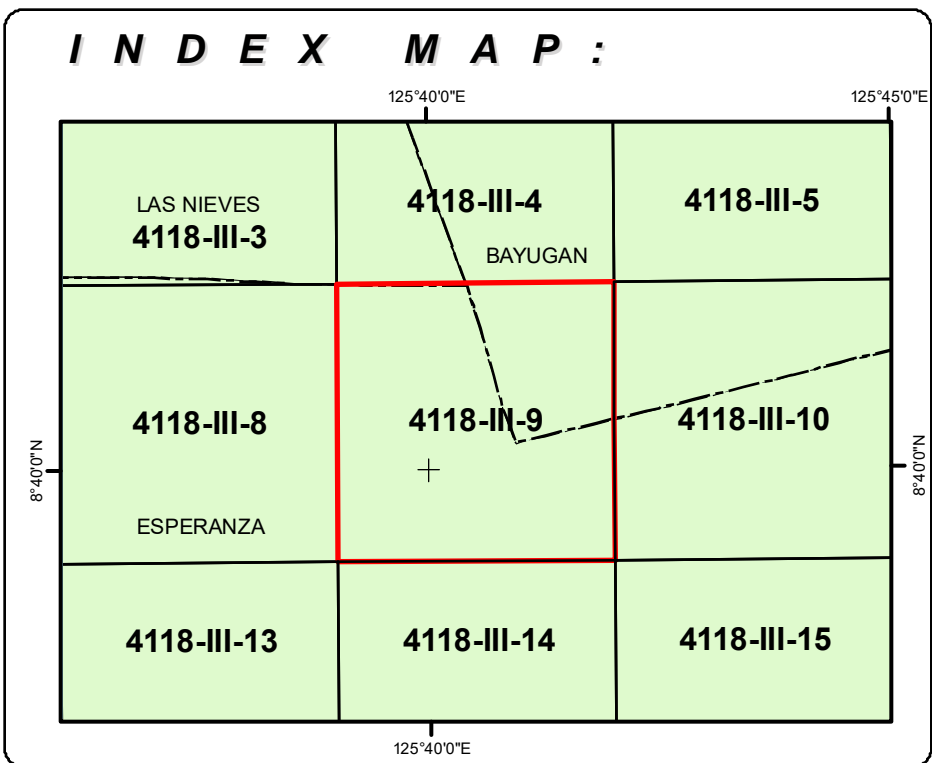 INDEX MAP:
125°40'0"E 125°45'0"E
LAS NIEVES
4118-III-3
4118-III-4
4118-III-5
BAYUGAN
4118-III-8
4118-III-9
4118-III-10
8°40'0"N
8°40'0"N
ESPERANZA
4118-III-13
4118-III-14
4118-III-15
125°40'0"E